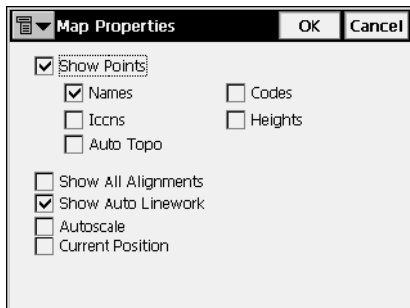 Map Properties OK Cancel
Show Points
Names Codes
Iccns Heights
Auto Topo
Show All Alignments
Show Auto Linework
Autoscale
Current Position